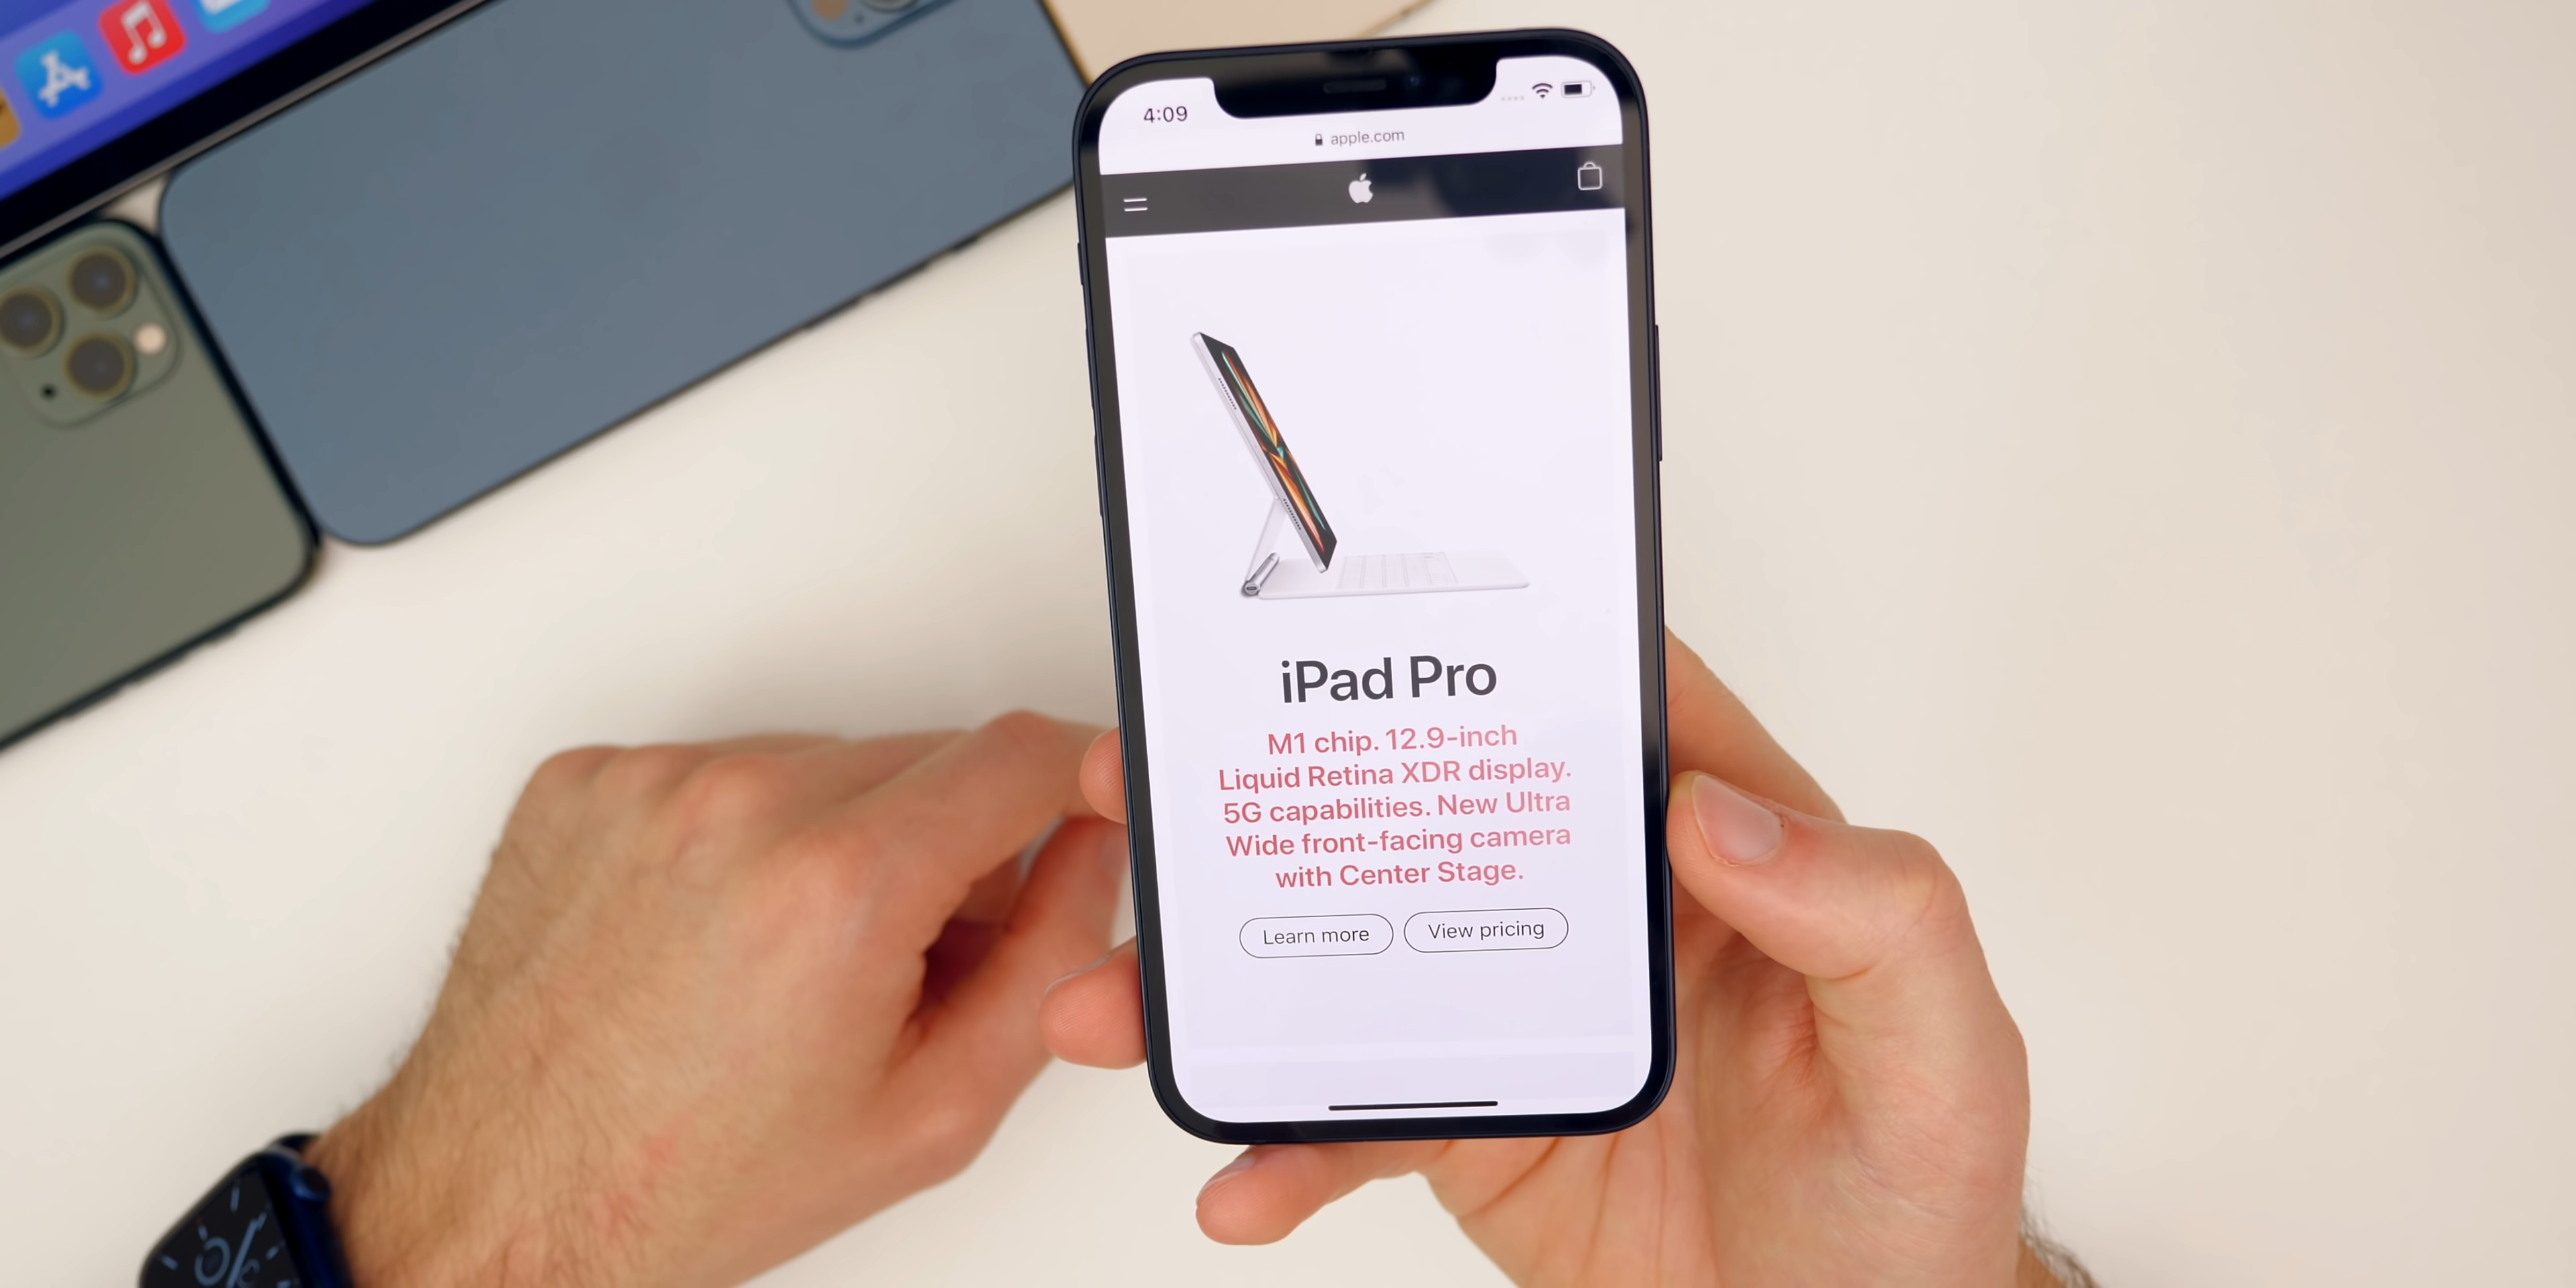 4:09
apple.com
iPad Pro
M1 chip. 12.9-inch
Liquid Retina XDR display.
5G capabilities. New Ultra
Wide front-facing camera
with Center Stage.
Learn more
View pricing